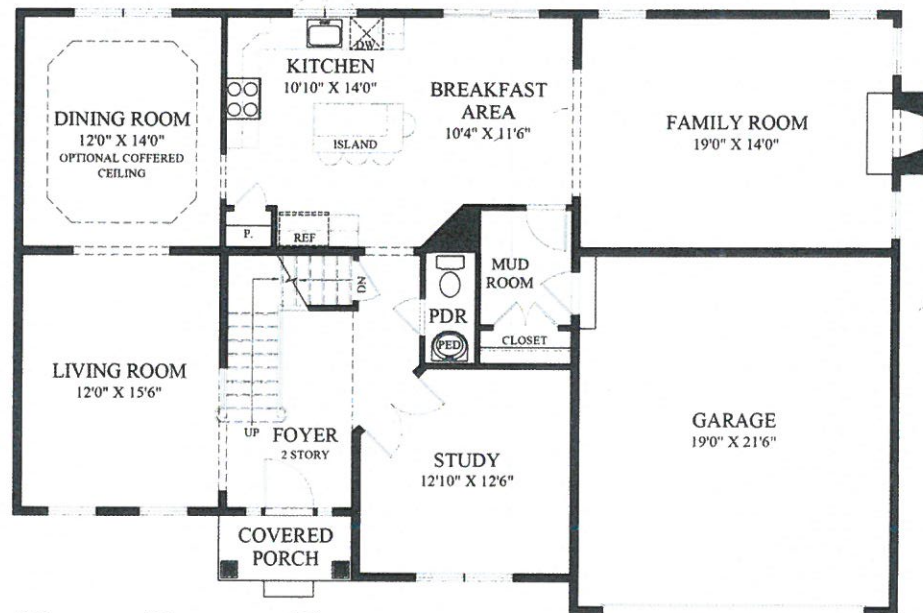 DINING ROOM
12'0" X 14'0"
OPTIONAL COFFERED
CEILING
KITCHEN
10'10" X 14'0"
DW
ISLAND
BREAKFAST
AREA
10'4" X 11'6"
FAMILY ROOM
19'0" X 14'0"
P.
REF
DN
MUD
ROOM
PDR
PED
CLOSET
LIVING ROOM
12'0" X 15'6"
UP
FOYER
2 STORY
STUDY
12'10" X 12'6"
GARAGE
19'0" X 21'6"
COVERED
PORCH